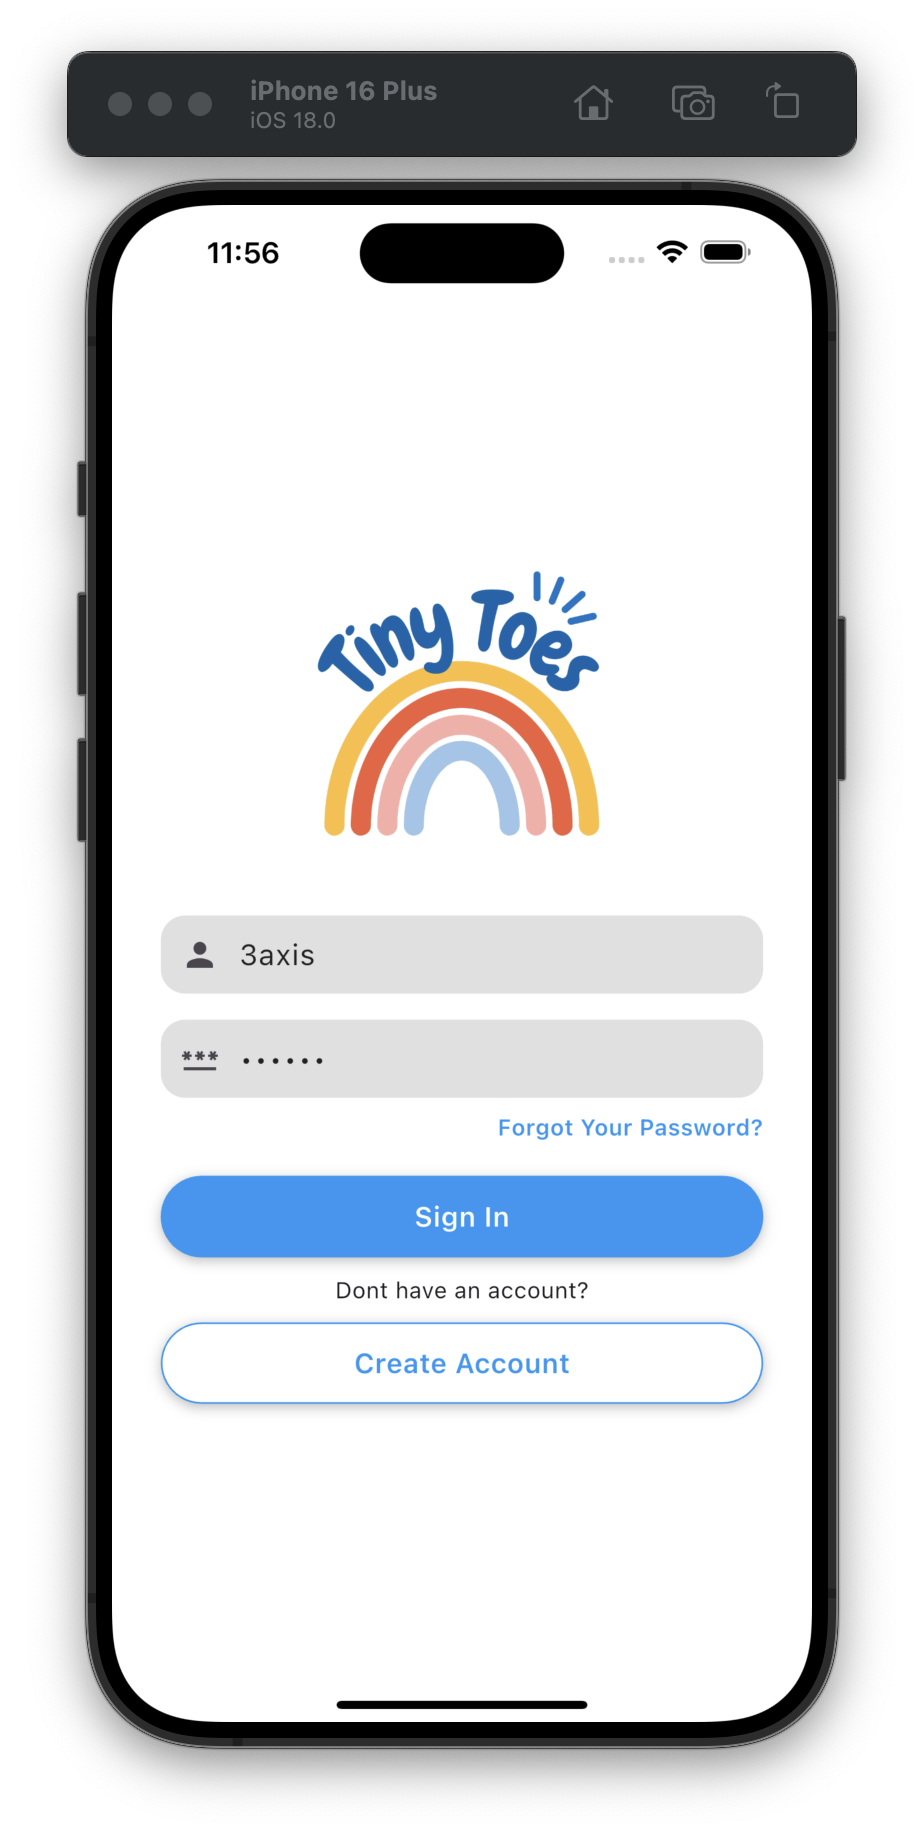 iPhone 16 Plus
iOS 18.0
11:56
Tiny Toes
3axis
••••••
Forgot Your Password?
Sign In
Dont have an account?
Create Account